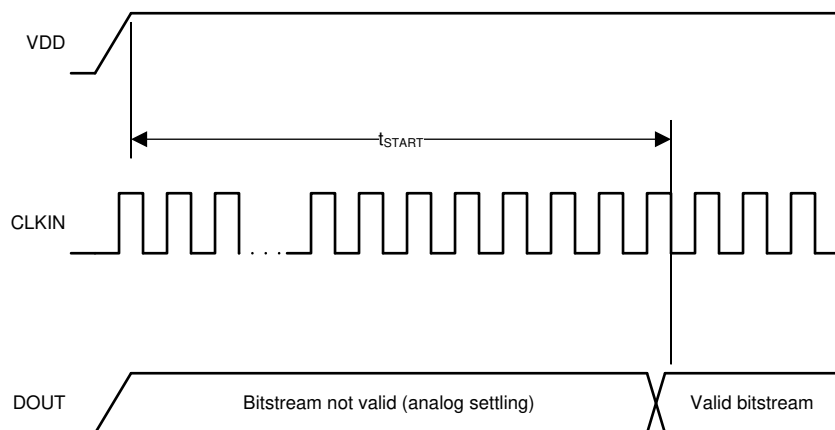 VDD
tSTART
CLKIN
. . . .
DOUT
Bitstream not valid (analog settling)
Valid bitstream